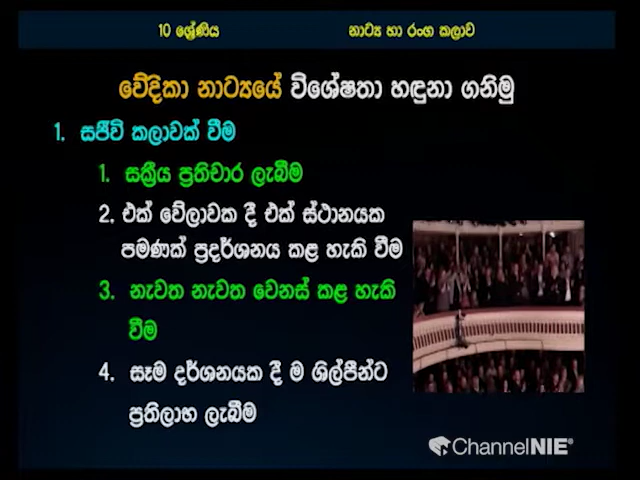 10 ශ්‍රේණිය
නාට්‍ය හා රංග කලාව
වේදිකා නාට්‍යයේ විශේෂතා හඳුනා ගනිමු
1. සජීවි කලාවක් වීම
1. සක්‍රීය ප්‍රතිචාර ලැබීම
2. එක් වේලාවක දී එක් ස්ථානයක
පමණක් ප්‍රදර්ශනය කළ හැකි වීම
3. නැවත නැවත වෙනස් කළ හැකි
වීම
4. සෑම දර්ශනයක දී ම ශිල්පීන්ට
ප්‍රතිලාභ ලැබීම
ChannelNIE